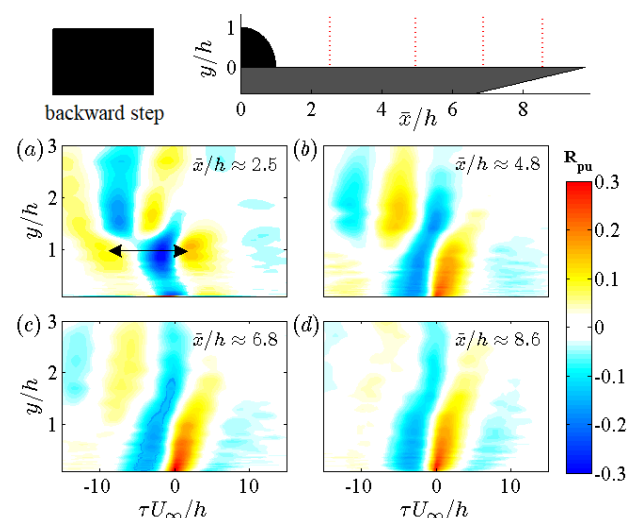 1
y/h
0
0
2
4
6
8
x̄/h
backward step
(a)
x̄/h ≈ 2.5
(b)
x̄/h ≈ 4.8
3
2
1
y/h
(c)
x̄/h ≈ 6.8
(d)
x̄/h ≈ 8.6
3
2
1
y/h
-10
0
10
-10
0
10
τU∞/h
τU∞/h
R_pu
0.3
0.2
0.1
0
-0.1
-0.2
-0.3